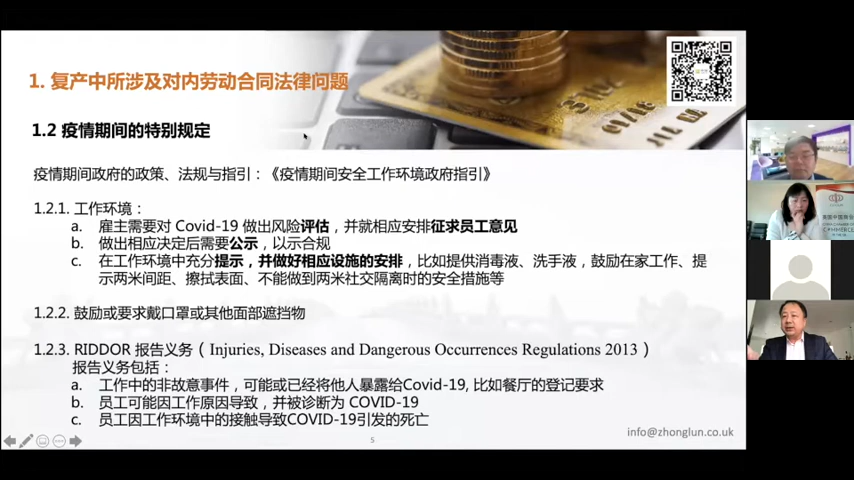 1. 复产中所涉及对内劳动合同法律问题
1.2 疫情期间的特别规定
疫情期间政府的政策、法规与指引：《疫情期间安全工作环境政府指引》
1.2.1. 工作环境：
a. 雇主需要对 Covid-19 做出风险评估，并就相应安排征求员工意见
b. 做出相应决定后需要公示，以示合规
c. 在工作环境中充分提示，并做好相应设施的安排，比如提供消毒液、洗手液，鼓励在家工作、提
示两米间距、擦拭表面、不能做到两米社交隔离时的安全措施等
1.2.2. 鼓励或要求戴口罩或其他面部遮挡物
1.2.3. RIDDOR 报告义务（Injuries, Diseases and Dangerous Occurrences Regulations 2013）
报告义务包括：
a. 工作中的非故意事件，可能或已经将他人暴露给Covid-19, 比如餐厅的登记要求
b. 员工可能因工作原因导致，并被诊断为 COVID-19
c. 员工因工作环境中的接触导致COVID-19引发的死亡
5
info@zhonglun.co.uk
英国中国商会